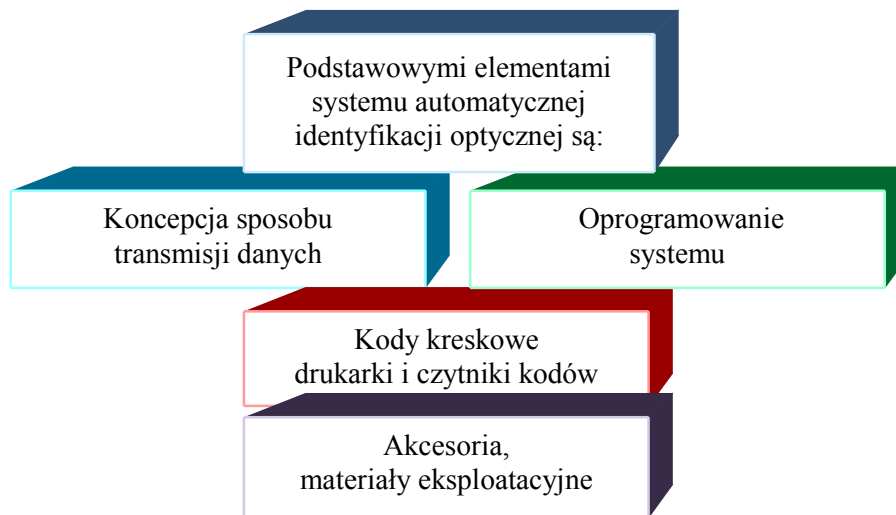 Podstawowymi elementami
systemu automatycznej
identyfikacji optycznej są:
Koncepcja sposobu
transmisji danych
Oprogramowanie
systemu
Kody kreskowe
drukarki i czytniki kodów
Akcesoria,
materiały eksploatacyjne